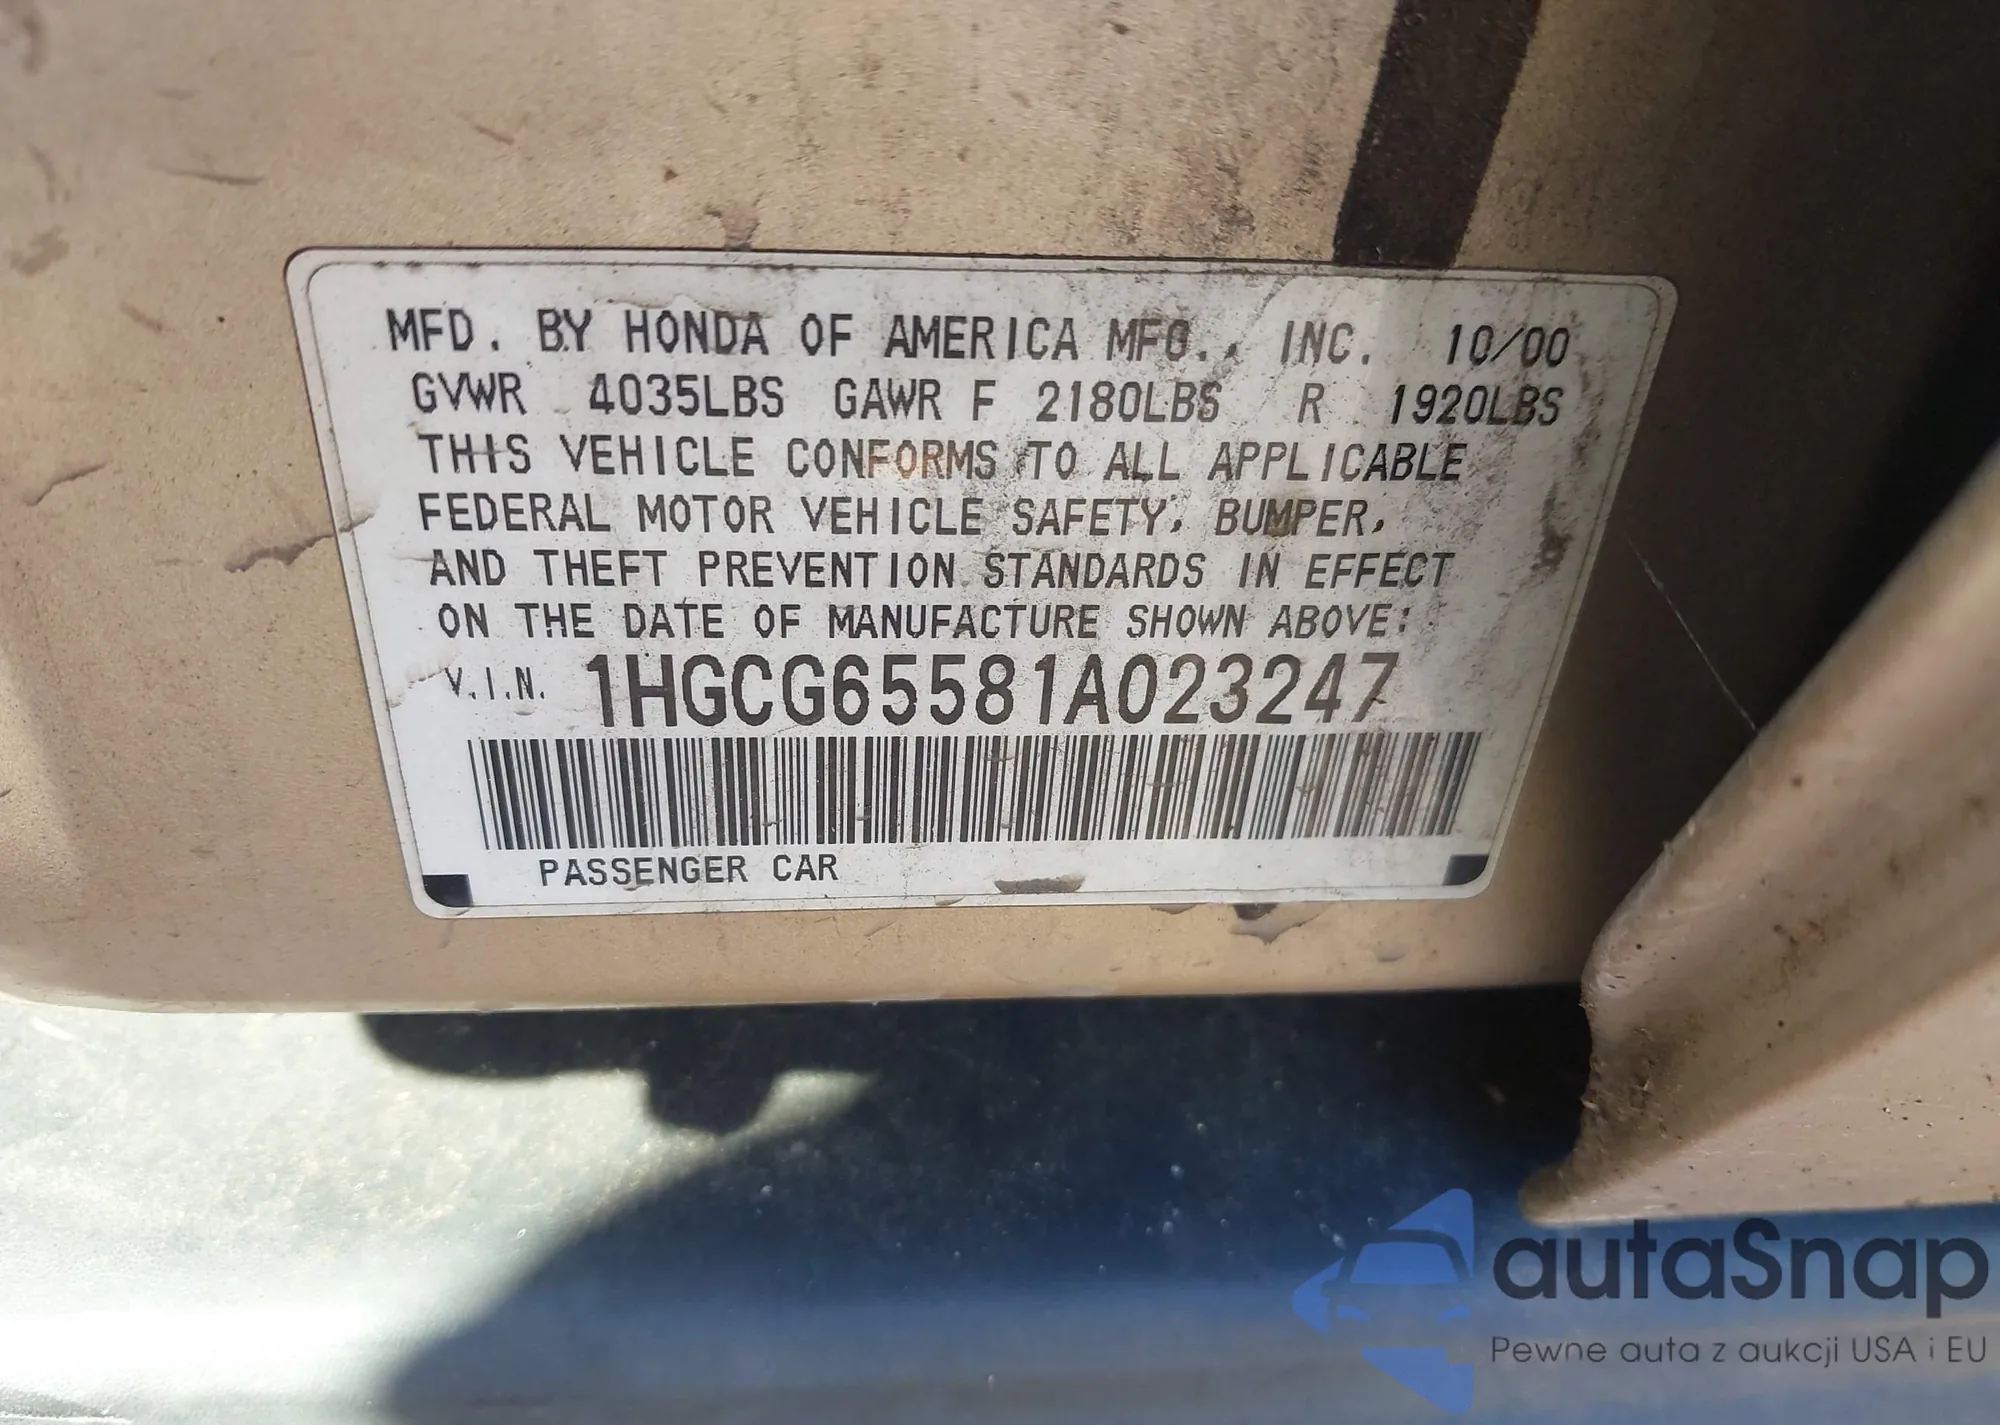 MFD. BY HONDA OF AMERICA MFG., INC. 10/00
GVWR 4035LBS GAWR F 2180LBS R 1920LBS
THIS VEHICLE CONFORMS TO ALL APPLICABLE
FEDERAL MOTOR VEHICLE SAFETY, BUMPER,
AND THEFT PREVENTION STANDARDS IN EFFECT
ON THE DATE OF MANUFACTURE SHOWN ABOVE:
V.I.N. 1HGCG65581A023247
PASSENGER CAR
autaSnap
Pewne auta z aukcji USA i EU